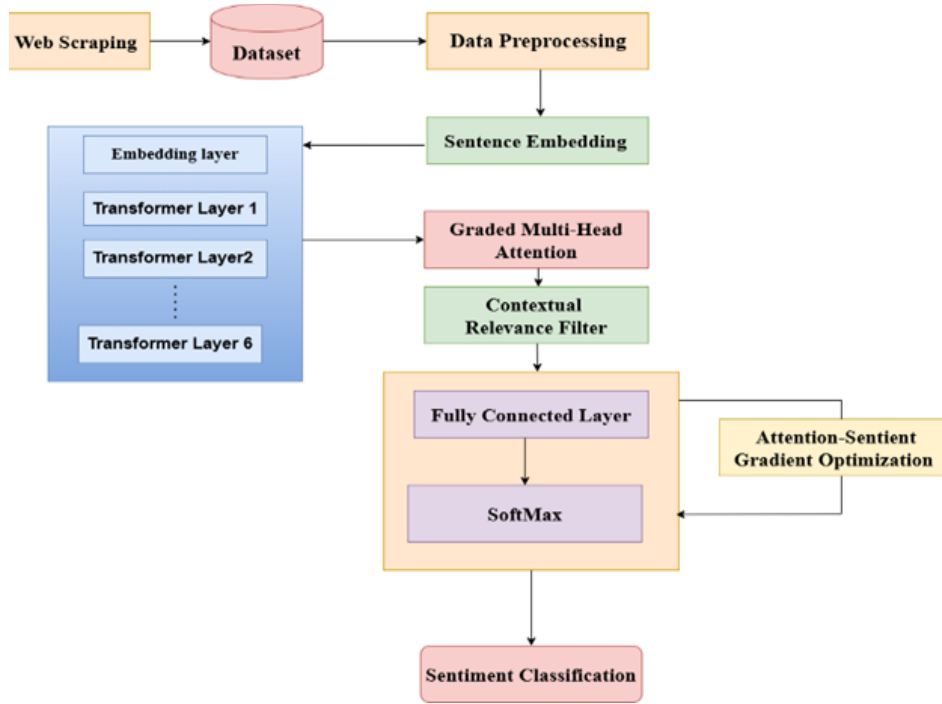 Web Scraping
Dataset
Data Preprocessing
Sentence Embedding
Embedding layer
Transformer Layer 1
Transformer Layer2
Transformer Layer 6
Graded Multi-Head
Attention
Contextual
Relevance Filter
Fully Connected Layer
SoftMax
Attention-Sentient
Gradient Optimization
Sentiment Classification